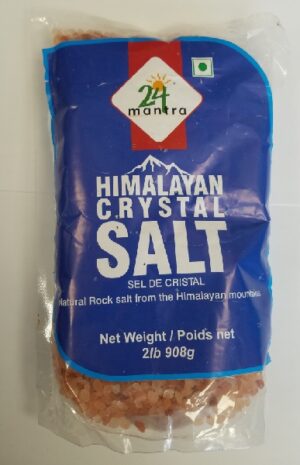 24
mantra
HIMALAYAN
CRYSTAL
SALT
SEL DE CRISTAL
Natural Rock salt from the Himalayan mountains
Net Weight / Poids net
2lb 908g